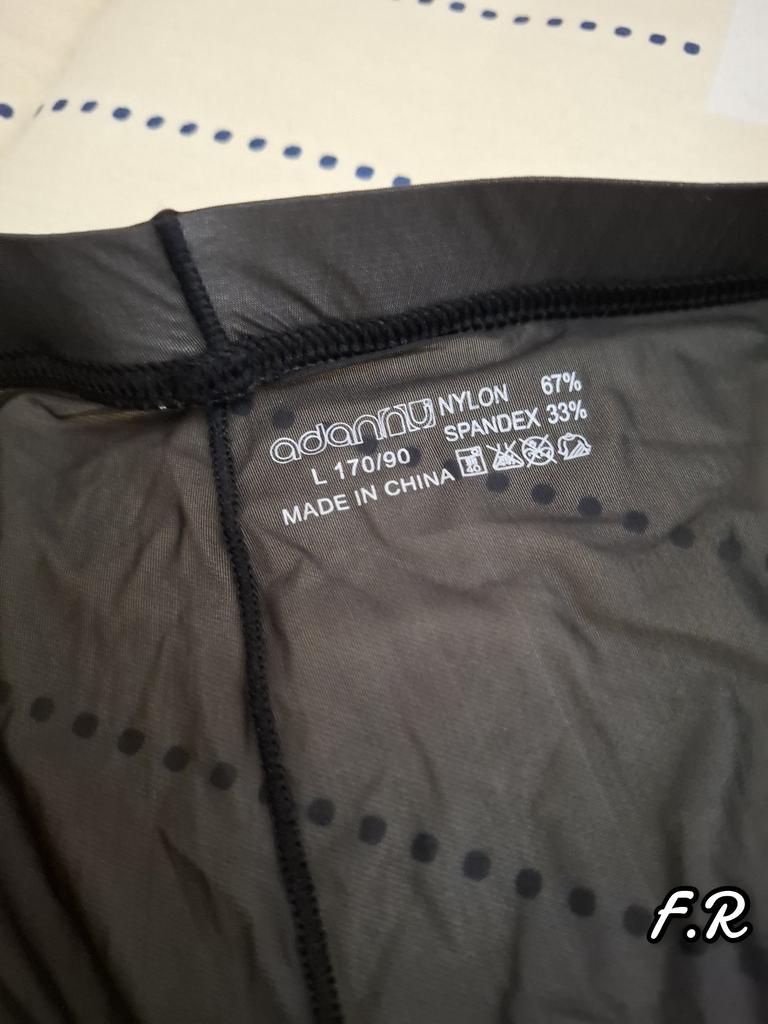 adannu NYLON 67%
SPANDEX 33%
L 170/90
MADE IN CHINA
F.R